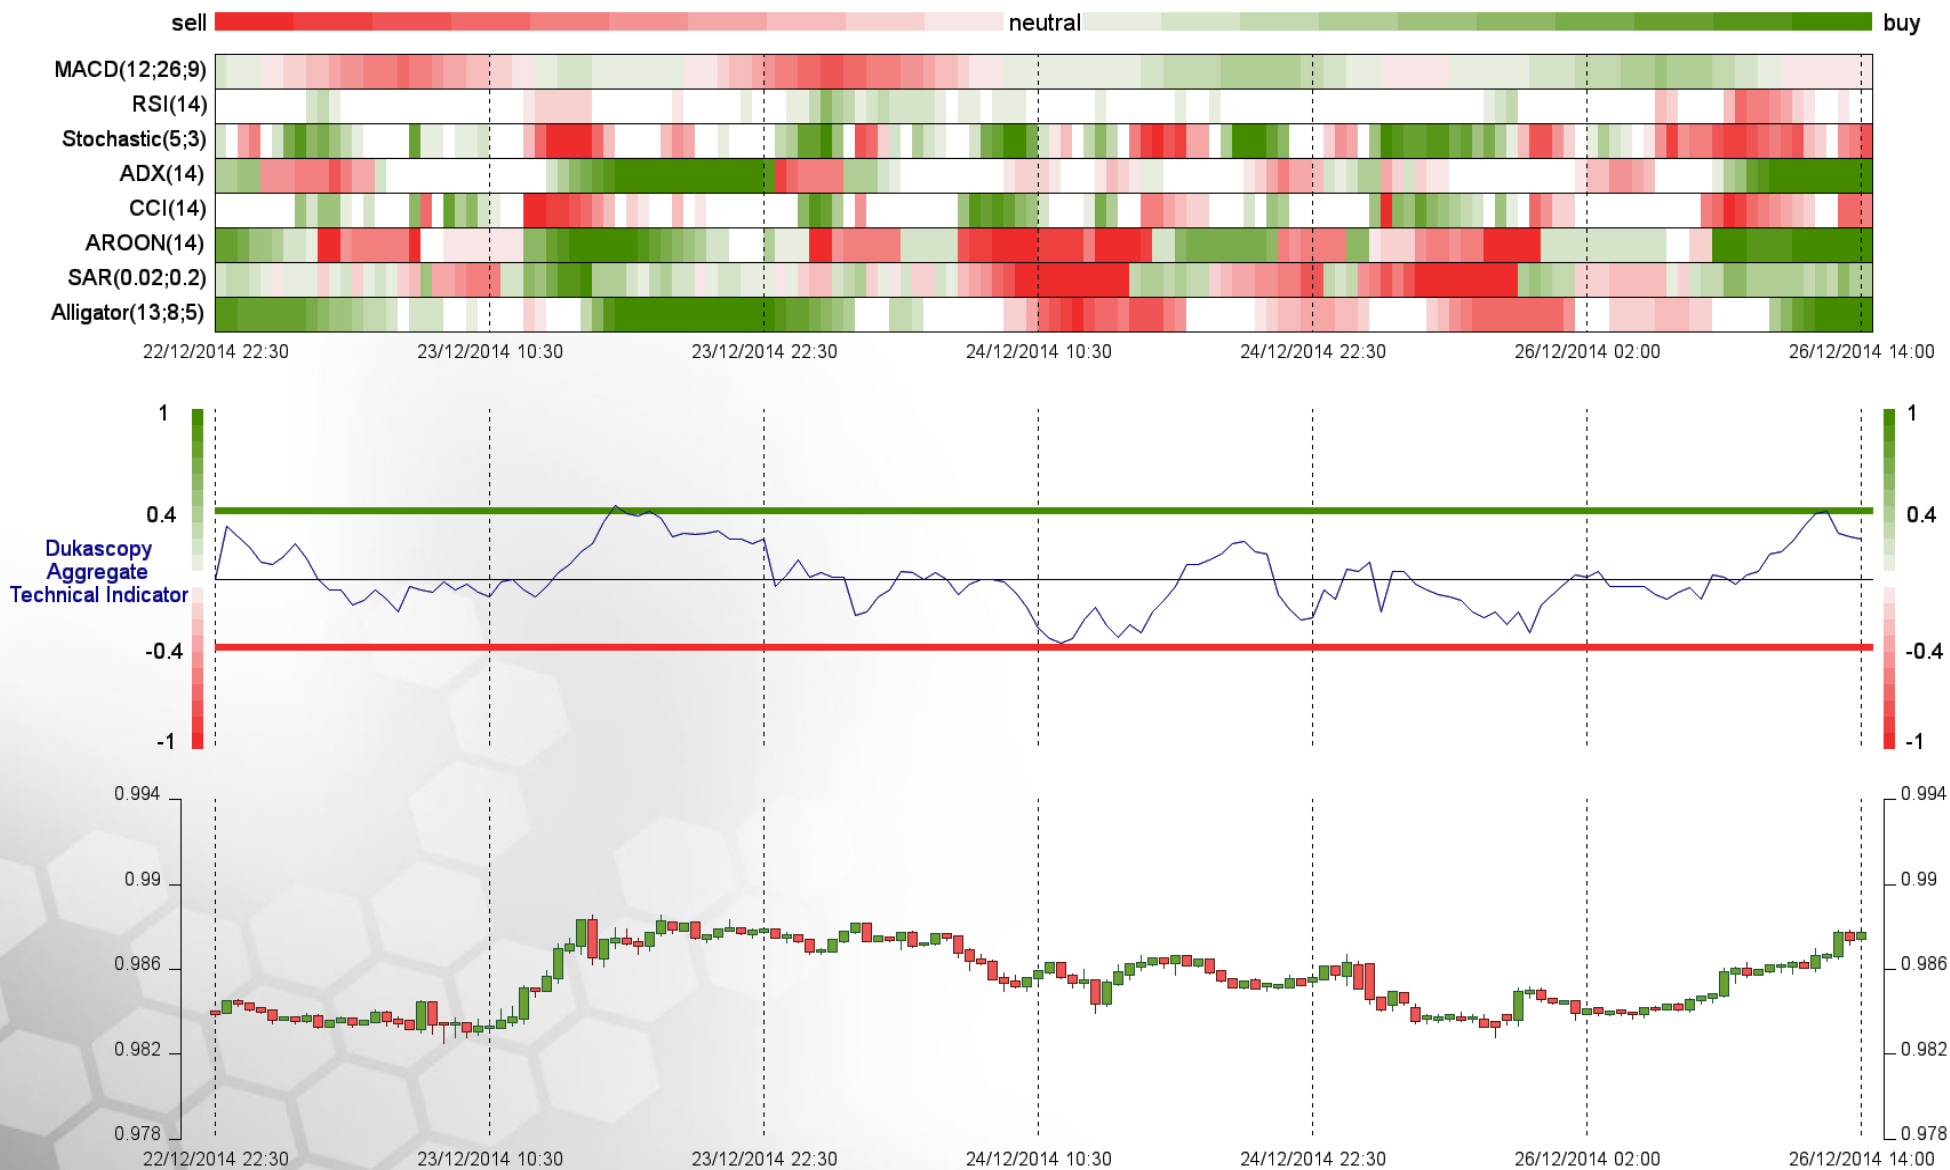 sell neutral buy
MACD(12;26;9)
RSI(14)
Stochastic(5;3)
ADX(14)
CCI(14)
AROON(14)
SAR(0.02;0.2)
Alligator(13;8;5)
22/12/2014 22:30 23/12/2014 10:30 23/12/2014 22:30 24/12/2014 10:30 24/12/2014 22:30 26/12/2014 02:00 26/12/2014 14:00
1 1
0.4 0.4
Dukascopy
Aggregate
Technical Indicator
-0.4 -0.4
-1 -1
0.994 0.994
0.99 0.99
0.986 0.986
0.982 0.982
0.978 0.978
22/12/2014 22:30 23/12/2014 10:30 23/12/2014 22:30 24/12/2014 10:30 24/12/2014 22:30 26/12/2014 02:00 26/12/2014 14:00